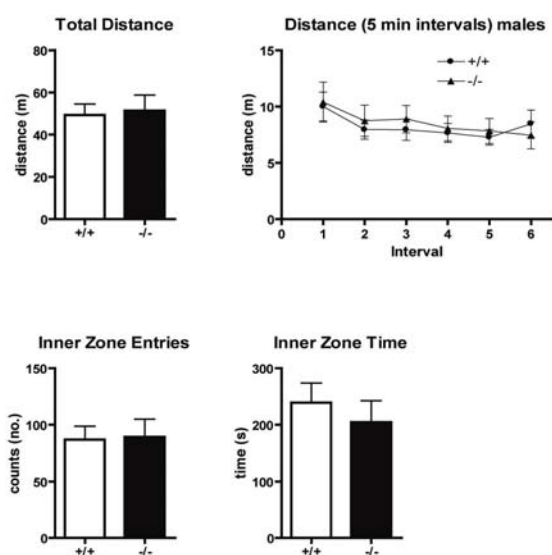 Total Distance
distance (m)
80
60
40
20
0
+/+
-/-
Distance (5 min intervals) males
distance (m)
15
10
5
0
+/+
-/-
0 1 2 3 4 5 6
Interval
Inner Zone Entries
counts (no.)
150
100
50
0
+/+
-/-
Inner Zone Time
time (s)
300
200
100
0
+/+
-/-